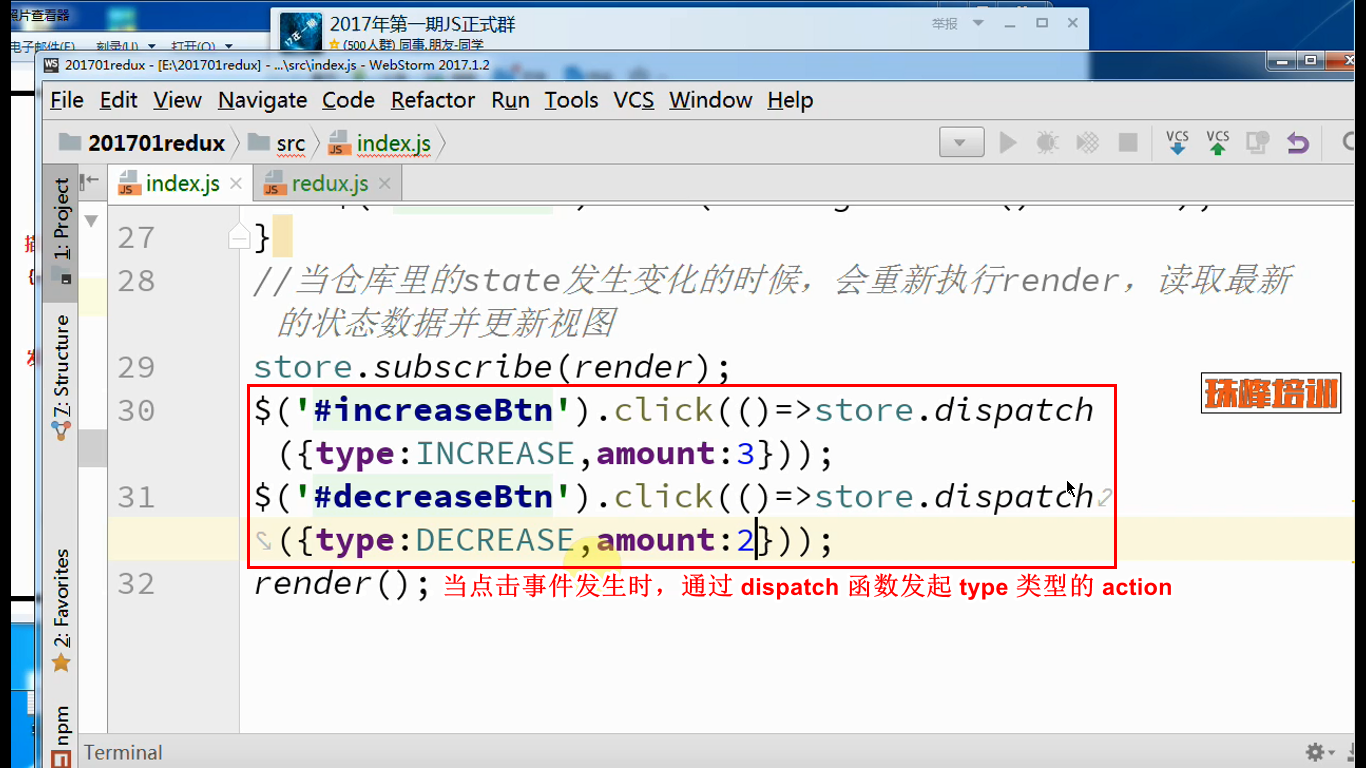 照片查看器
2017年第一期JS正式群
举报
电子邮件(E) 刻录(U) 打开(O)
(500人群) 同事.朋友-同学
201701redux - [E:\201701redux] - ...\src\index.js - WebStorm 2017.1.2
File Edit View Navigate Code Refactor Run Tools VCS Window Help
201701redux src index.js
VCS VCS
index.js redux.js
1: Project
7: Structure
2: Favorites
npm
27 }
28 //当仓库里的state发生变化的时候，会重新执行render，读取最新
的状态数据并更新视图
29 store.subscribe(render);
30 $('#increaseBtn').click(()=>store.dispatch
({type:INCREASE,amount:3}));
31 $('#decreaseBtn').click(()=>store.dispatch
({type:DECREASE,amount:2}));
32 render(); 当点击事件发生时，通过 dispatch 函数发起 type 类型的 action
珠峰培训
Terminal